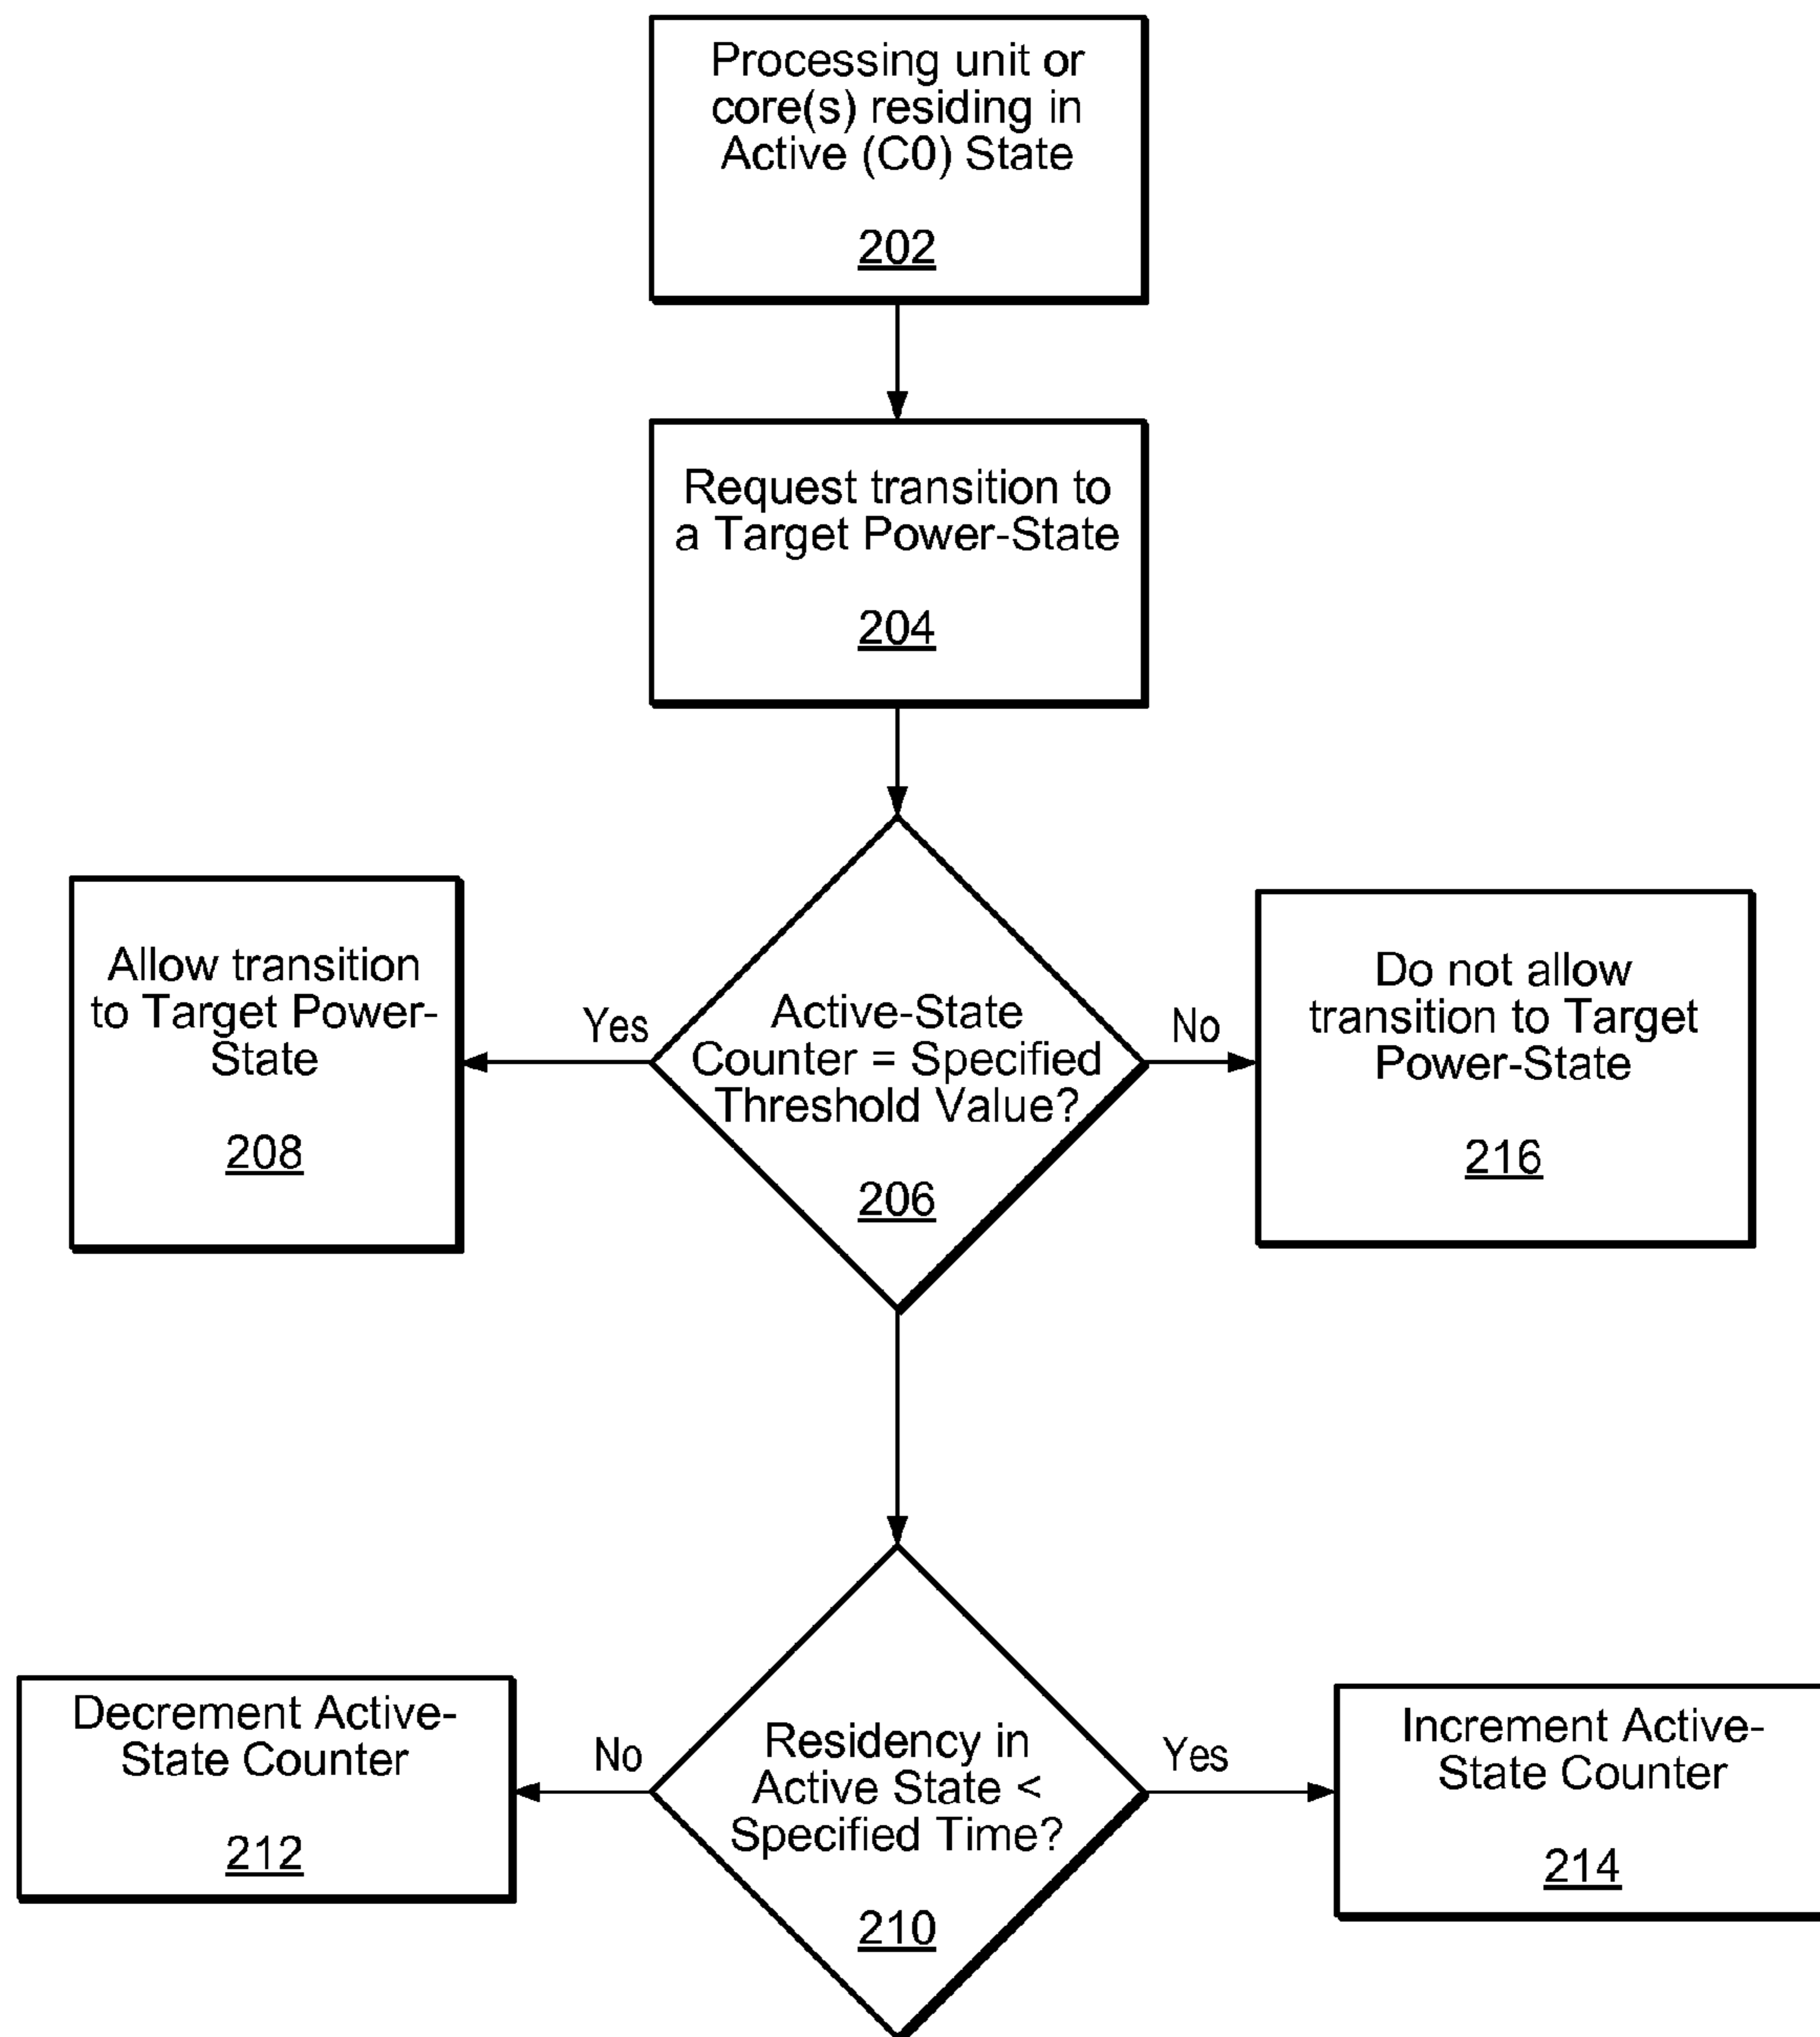 Processing unit or
core(s) residing in
Active (C0) State
202
Request transition to
a Target Power-State
204
Allow transition
to Target Power-
State
208
Yes
Active-State
Counter = Specified
Threshold Value?
206
No
Do not allow
transition to Target
Power-State
216
Decrement Active-
State Counter
212
No
Residency in
Active State <
Specified Time?
210
Yes
Increment Active-
State Counter
214